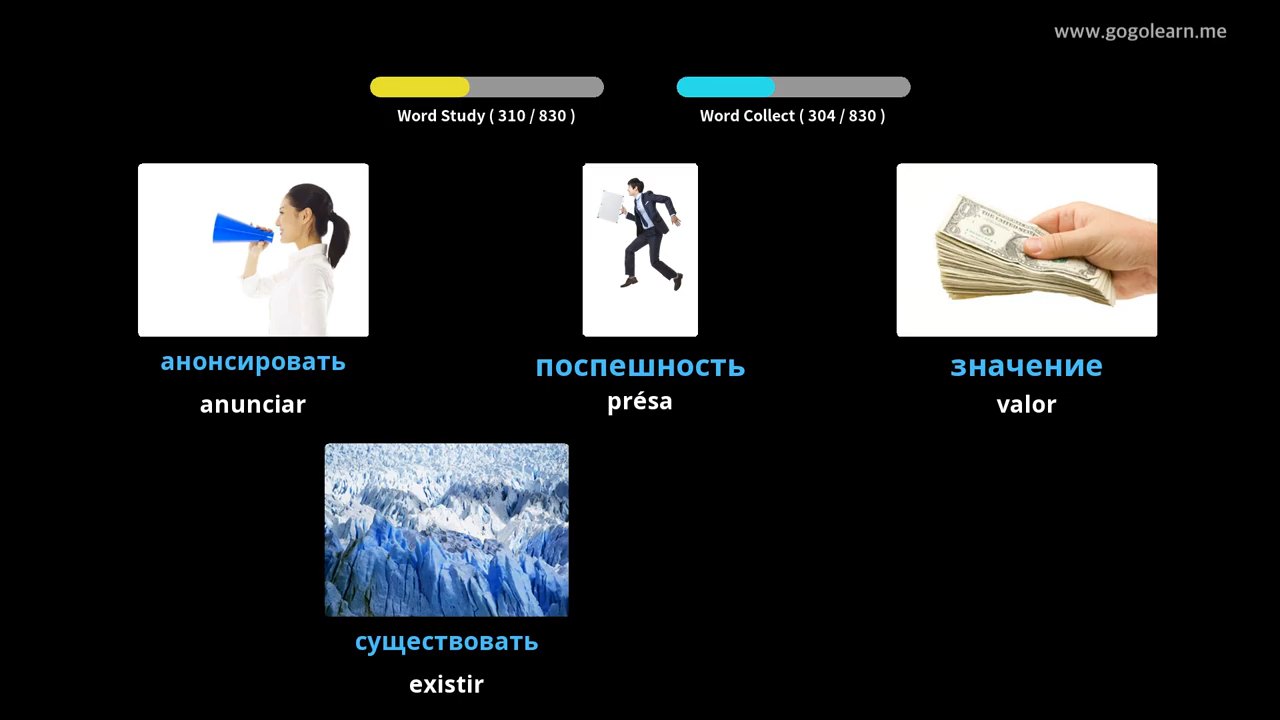 www.gogolearn.me
Word Study ( 310 / 830 )
Word Collect ( 304 / 830 )
анонсировать
поспешность
значение
anunciar
présa
valor
существовать
existir